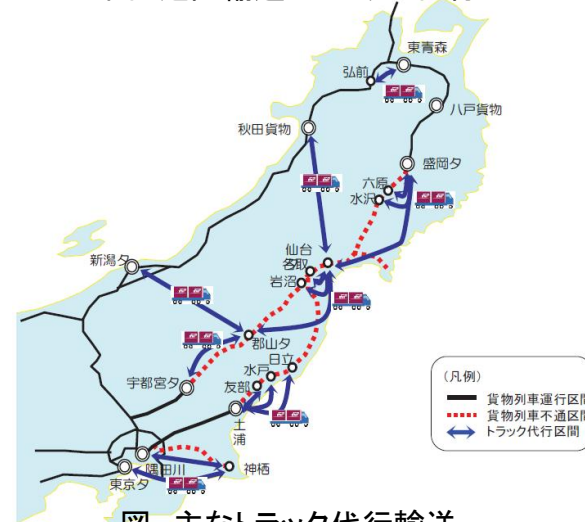 東青森
弘前
八戸貨物
秋田貨物
盛岡タ
六原
水沢
仙台
名取
岩沼
新潟タ
郡山タ
日立
水戸
友部
宇都宮タ
土浦
隅田川
神栖
東京タ
(凡例)
貨物列車運行区間
貨物列車不通区間
トラック代行区間
図 主なトラック代行輸送